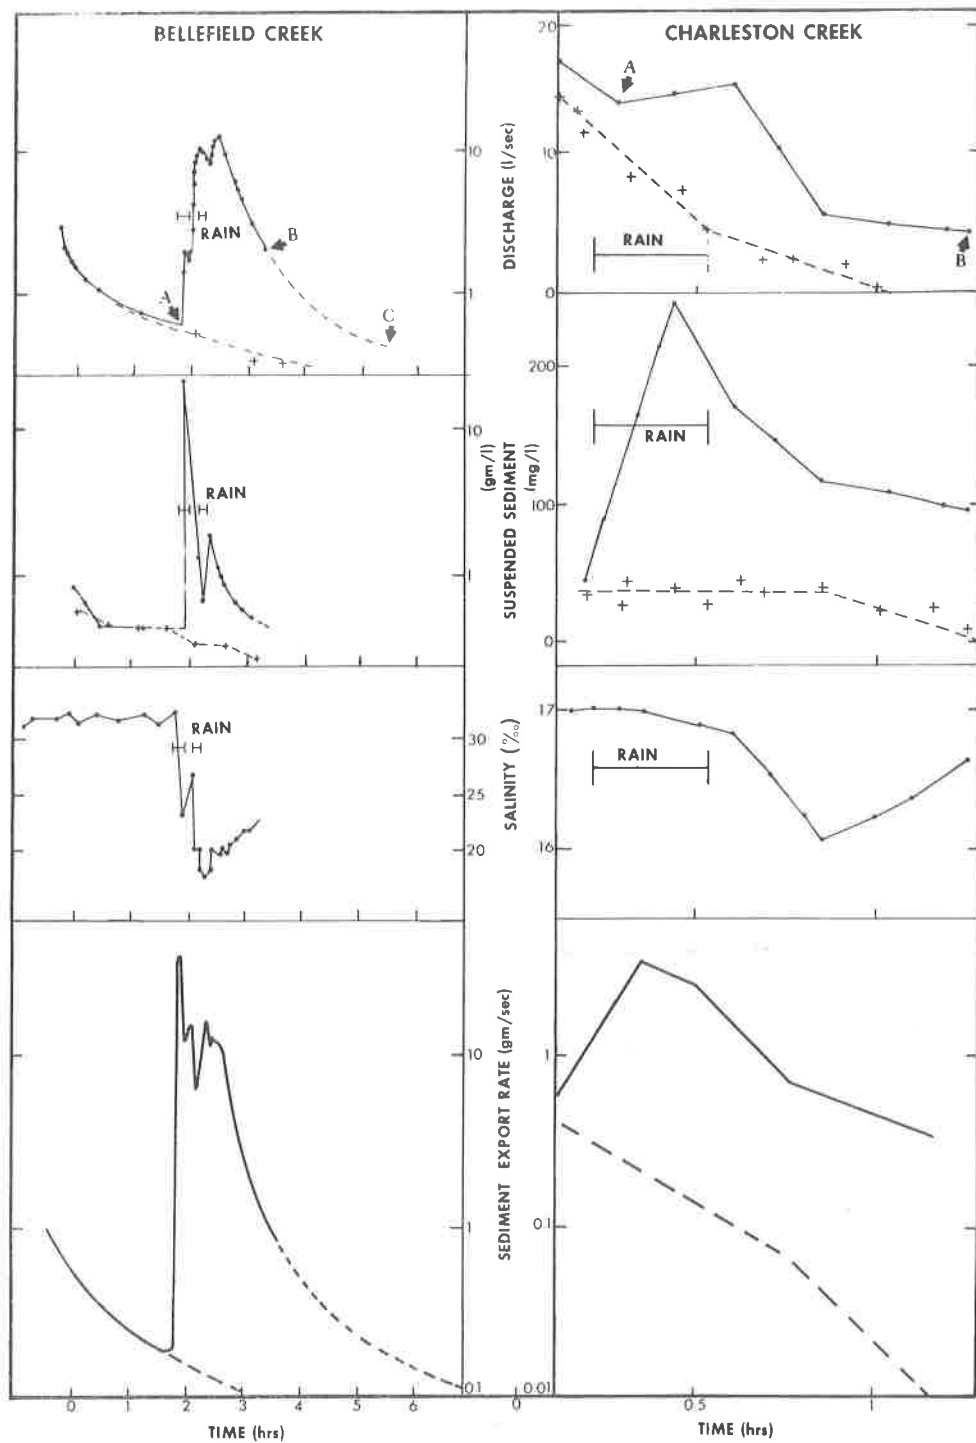 BELLEFIELD CREEK
CHARLESTON CREEK
DISCHARGE (l/sec)
10
1
A
B
C
RAIN
20
10
0
A
B
RAIN
SUSPENDED SEDIMENT
(gm/l)
(mg/l)
10
1
RAIN
200
100
0
RAIN
SALINITY (‰)
30
25
20
RAIN
17
16
RAIN
SEDIMENT EXPORT RATE (gm/sec)
10
1
0.1
1
0.1
0.01
0 1 2 3 4 5 6
TIME (hrs)
0 0.5 1
TIME (hrs)